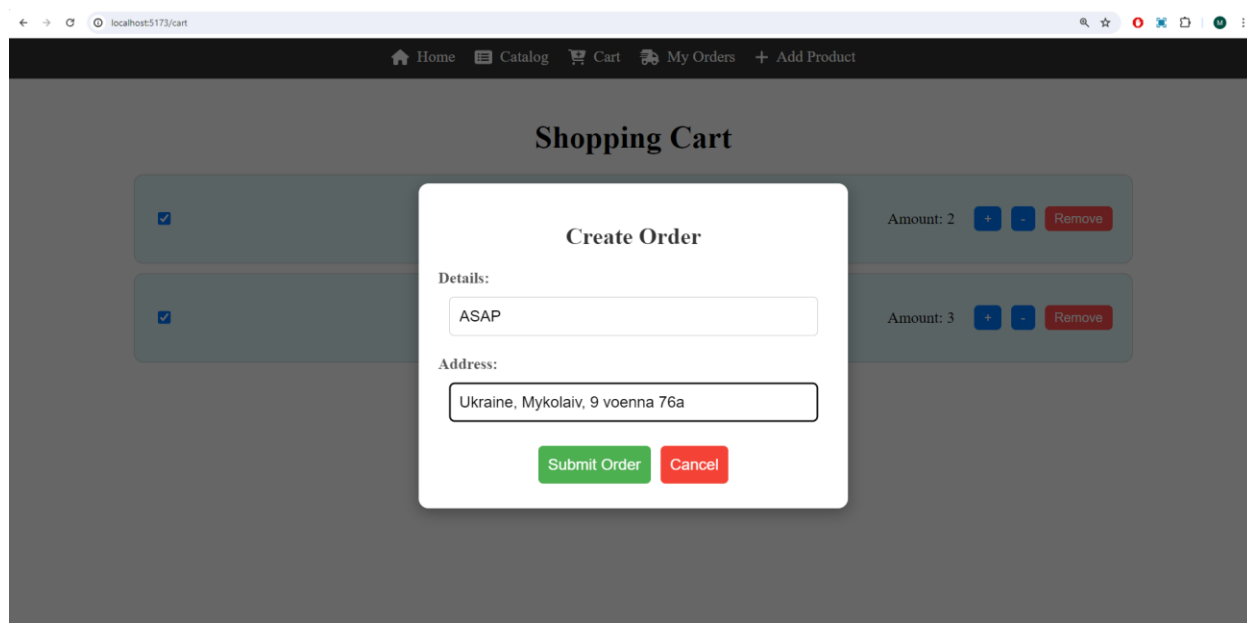 localhost:5173/cart
Home Catalog Cart My Orders + Add Product
Shopping Cart
Amount: 2 + - Remove
Create Order
Details:
ASAP
Amount: 3 + - Remove
Address:
Ukraine, Mykolaiv, 9 voenna 76a
Submit Order Cancel